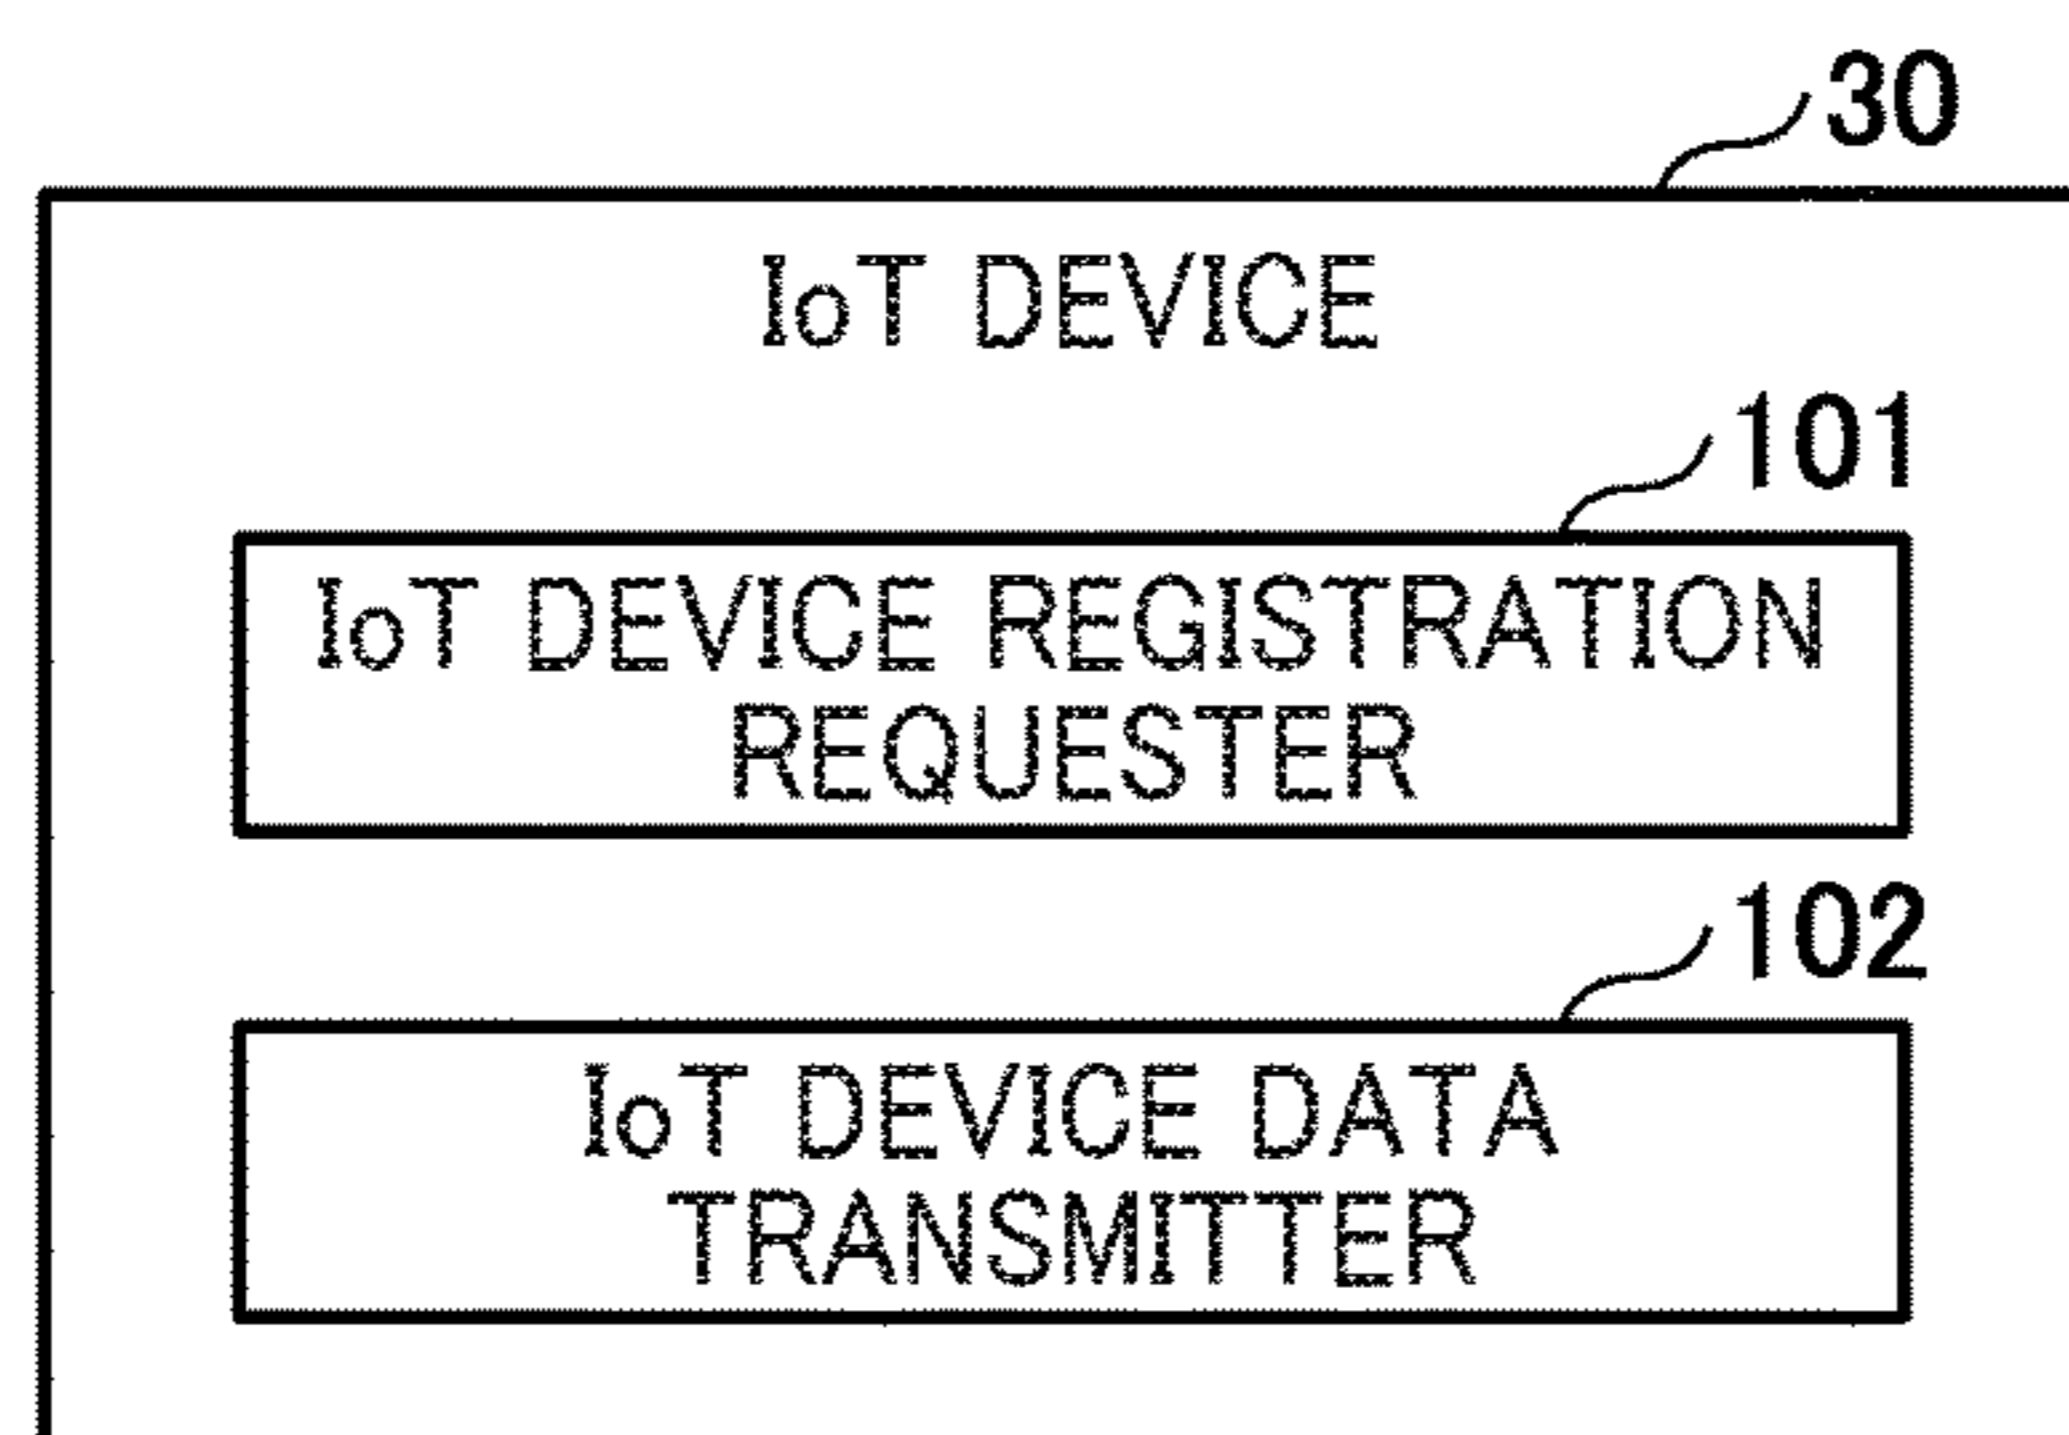 30
IoT DEVICE
101
IoT DEVICE REGISTRATION
REQUESTER
102
IoT DEVICE DATA
TRANSMITTER